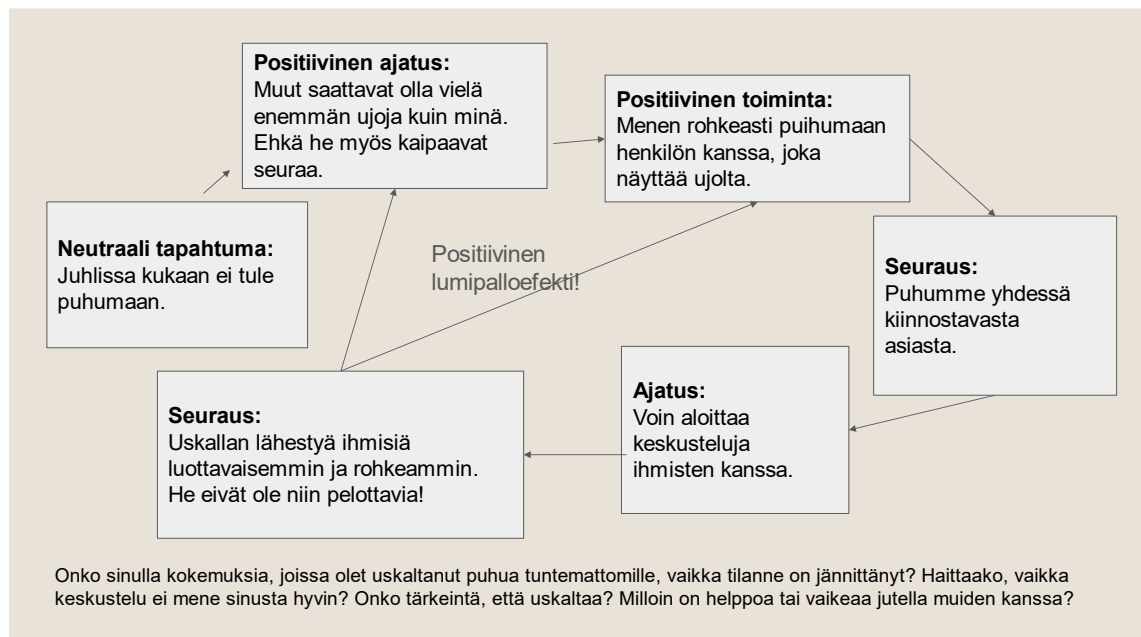 Positiivinen ajatus:
Muut saattavat olla vielä
enemmän ujoja kuin minä.
Ehkä he myös kaipaavat
seuraa.
Positiivinen toiminta:
Menen rohkeasti puihumaan
henkilön kanssa, joka
näyttää ujolta.
Neutraali tapahtuma:
Juhlissa kukaan ei tule
puhumaan.
Positiivinen
lumipalloefekti!
Seuraus:
Puhumme yhdessä
kiinnostavasta
asiasta.
Ajatus:
Voin aloittaa
keskusteluja
ihmisten kanssa.
Seuraus:
Uskallan lähestyä ihmisiä
luottavaisemmin ja rohkeammin.
He eivät ole niin pelottavia!
Onko sinulla kokemuksia, joissa olet uskaltanut puhua tuntemattomille, vaikka tilanne on jännittänyt? Haittaako, vaikka
keskustelu ei mene sinusta hyvin? Onko tärkeintä, että uskaltaa? Milloin on helppoa tai vaikeaa jutella muiden kanssa?